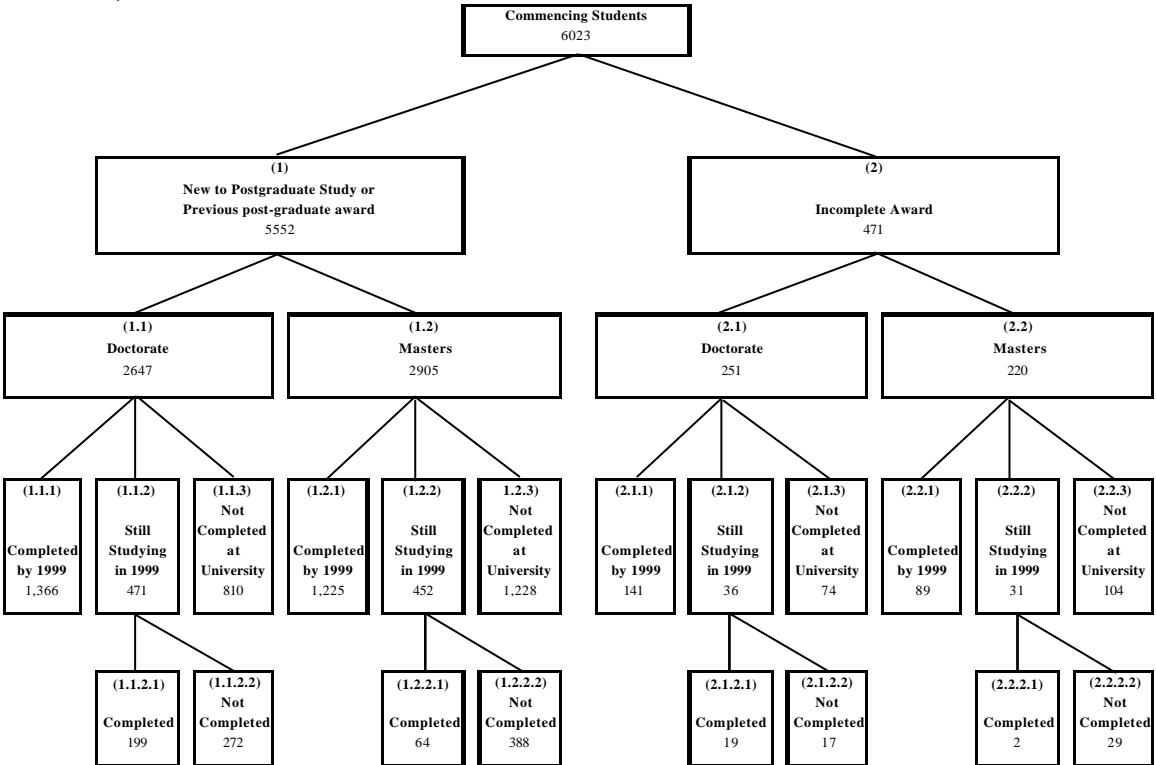 Commencing Students
6023
(1)
New to Postgraduate Study or
Previous post-graduate award
5552
(2)
Incomplete Award
471
(1.1)
Doctorate
2647
(1.2)
Masters
2905
(2.1)
Doctorate
251
(2.2)
Masters
220
(1.1.1)
Completed
by 1999
1,366
(1.1.2)
Still
Studying
in 1999
471
(1.1.3)
Not
Completed
at
University
810
(1.2.1)
Completed
by 1999
1,225
(1.2.2)
Still
Studying
in 1999
452
1.2.3)
Not
Completed
at
University
1,228
(2.1.1)
Completed
by 1999
141
(2.1.2)
Still
Studying
in 1999
36
(2.1.3)
Not
Completed
at
University
74
(2.2.1)
Completed
by 1999
89
(2.2.2)
Still
Studying
in 1999
31
(2.2.3)
Not
Completed
at
University
104
(1.1.2.1)
Completed
199
(1.1.2.2)
Not
Completed
272
(1.2.2.1)
Completed
64
(1.2.2.2)
Not
Completed
388
(2.1.2.1)
Completed
19
(2.1.2.2)
Not
Completed
17
(2.2.2.1)
Completed
2
(2.2.2.2)
Not
Completed
29